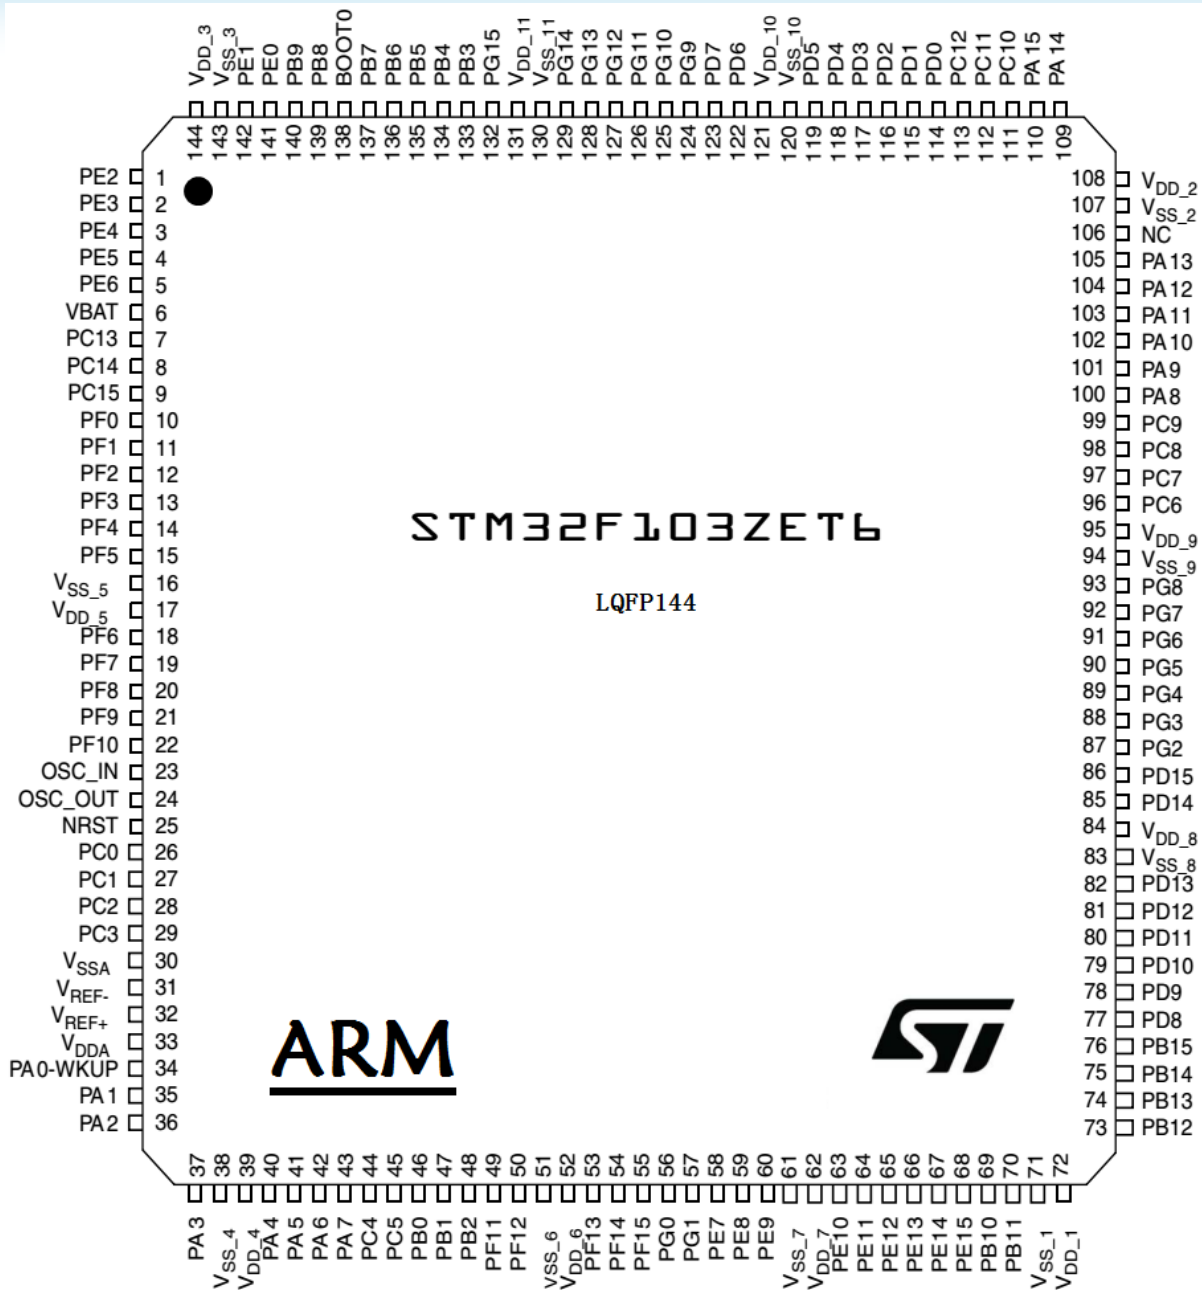 VDD_3 VSS_3 PE1 PE0 PB9 PB8 BOOT0 PB7 PB6 PB5 PB4 PB3 PG15 VDD_11 VSS_11 PG14 PG13 PG12 PG11 PG10 PG9 PD7 PD6 VDD_10 VSS_10 PD5 PD4 PD3 PD2 PD1 PD0 PC12 PC11 PC10 PA15 PA14
144 143 142 141 140 139 138 137 136 135 134 133 132 131 130 129 128 127 126 125 124 123 122 121 120 119 118 117 116 115 114 113 112 111 110 109
PE2 1 108 VDD_2
PE3 2 107 VSS_2
PE4 3 106 NC
PE5 4 105 PA13
PE6 5 104 PA12
VBAT 6 103 PA11
PC13 7 102 PA10
PC14 8 101 PA9
PC15 9 100 PA8
PF0 10 99 PC9
PF1 11 98 PC8
PF2 12 97 PC7
PF3 13 96 PC6
PF4 14 95 VDD_9
STM32F103ZET6
PF5 15 94 VSS_9
VSS_5 16 93 PG8
LQFP144
VDD_5 17 92 PG7
PF6 18 91 PG6
PF7 19 90 PG5
PF8 20 89 PG4
PF9 21 88 PG3
PF10 22 87 PG2
OSC_IN 23 86 PD15
OSC_OUT 24 85 PD14
NRST 25 84 VDD_8
PC0 26 83 VSS_8
PC1 27 82 PD13
PC2 28 81 PD12
PC3 29 80 PD11
VSSA 30 79 PD10
VREF- 31 78 PD9
VREF+ 32 77 PD8
VDDA 33 76 PB15
PA0-WKUP 34 75 PB14
PA1 35 74 PB13
PA2 36 73 PB12
ARM ST
37 38 39 40 41 42 43 44 45 46 47 48 49 50 51 52 53 54 55 56 57 58 59 60 61 62 63 64 65 66 67 68 69 70 71 72
PA3 VSS_4 VDD_4 PA4 PA5 PA6 PA7 PC4 PC5 PB0 PB1 PB2 PF11 PF12 VSS_6 VDD_6 PF13 PF14 PF15 PG0 PG1 PE7 PE8 PE9 VSS_7 VDD_7 PE10 PE11 PE12 PE13 PE14 PE15 PB10 PB11 VSS_1 VDD_1